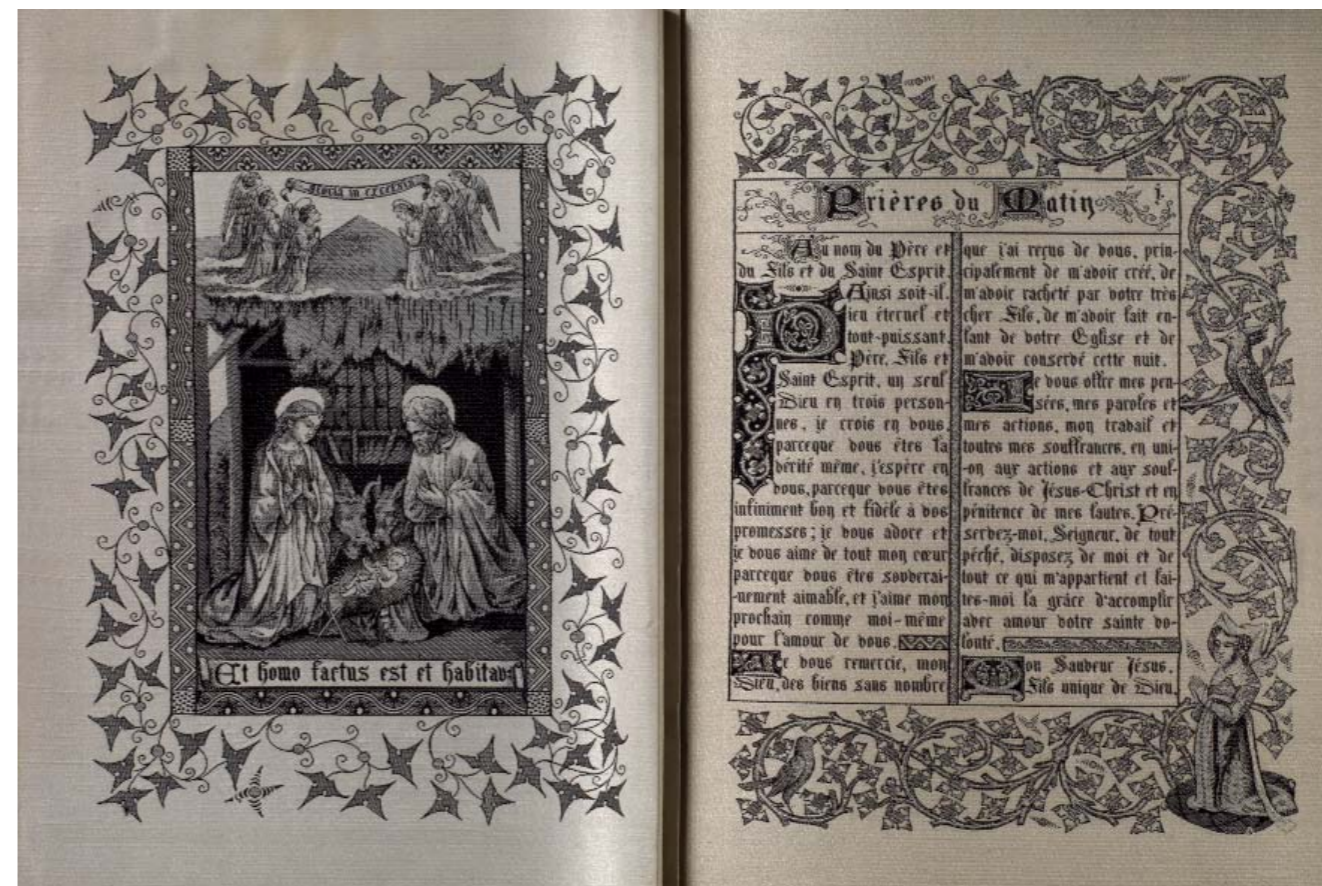 Gloria in excelsis
Et homo factus est et habitav:
Prières du Matin
i.
Au nom du Père et
du Fils et du Saint Esprit.
Ainsi soit-il.
Dieu éternel et
tout-puissant,
Père, Fils et
Saint Esprit, un seul
Dieu en trois person-
nes, je crois en vous,
parceque vous êtes la
vérité même, j'espère en
vous, parceque vous êtes
infiniment bon et fidèle à vos
promesses; je vous adore et
je vous aime de tout mon cœur
parceque vous êtes souverai-
-nement aimable, et j'aime mon
prochain comme moi-même
pour l'amour de vous.
Je vous remercie, mon
Dieu, des biens sans nombre
que j'ai reçus de vous, prin-
cipalement de m'avoir créé, de
m'avoir racheté par votre très
cher Fils, de m'avoir fait en-
fant de votre Eglise et de
m'avoir conservé cette nuit.
Je vous offre mes pen-
sées, mes paroles et
mes actions, mon travail et
toutes mes souffrances, en uni-
-on aux actions et aux souf-
frances de Jésus-Christ et en
pénitence de mes fautes. Pré-
servez-moi, Seigneur, de tout
péché, disposez de moi et de
tout ce qui m'appartient et fai-
tes-moi la grâce d'accomplir
avec amour votre sainte vo-
lonté.
Mon Sauveur Jésus,
Fils unique de Dieu,